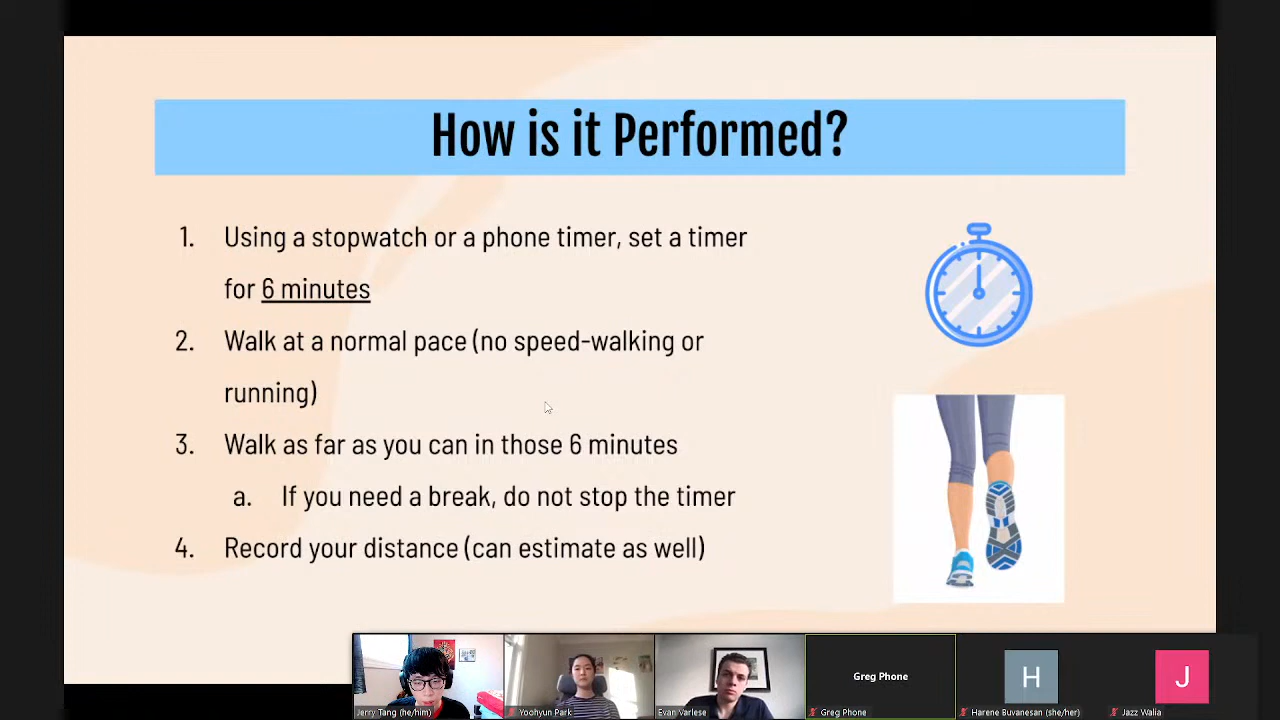 How is it Performed?
1. Using a stopwatch or a phone timer, set a timer
for 6 minutes
2. Walk at a normal pace (no speed-walking or
running)
3. Walk as far as you can in those 6 minutes
a. If you need a break, do not stop the timer
4. Record your distance (can estimate as well)
Greg Phone
H
J
Jerry Tang (he/him)
Yoohyun Park
Evan Varlese
Greg Phone
Harene Buvanesan (she/her)
Jazz Walia